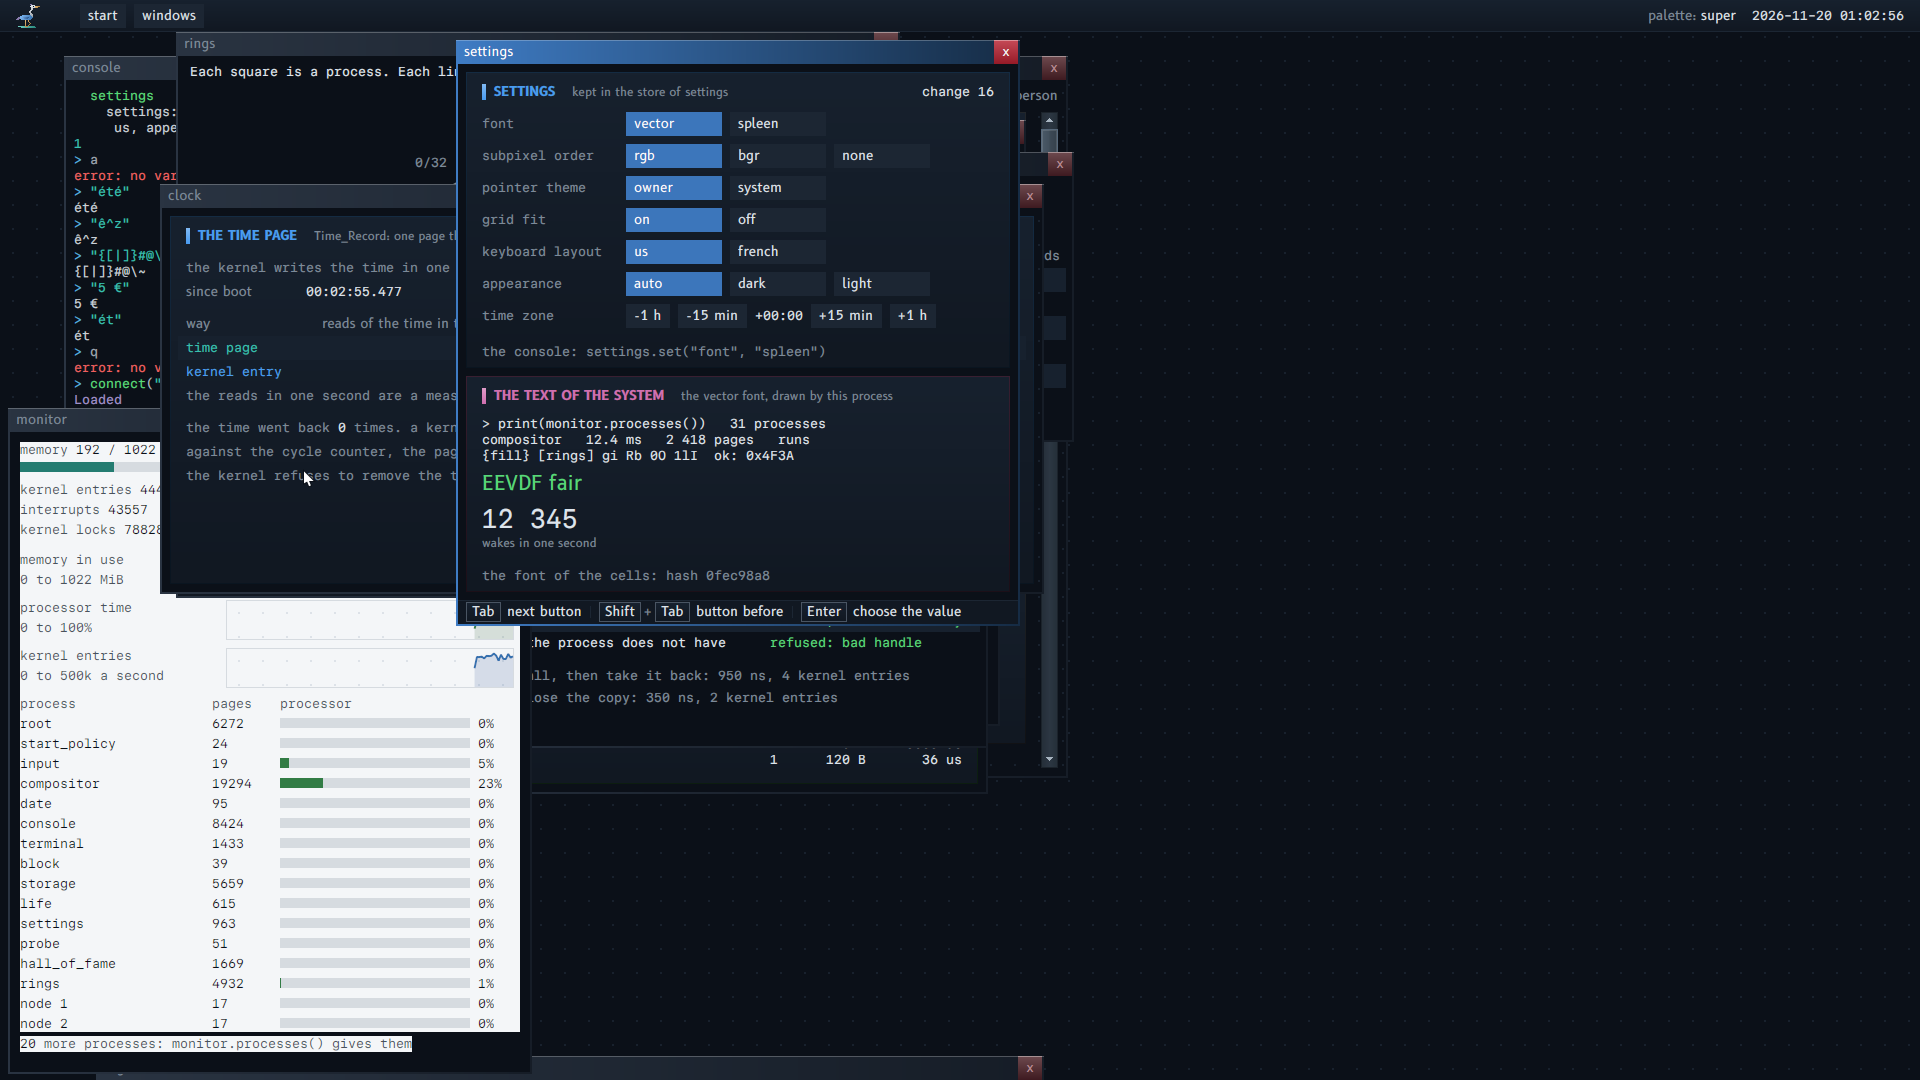 start windows palette: super 2026-11-20 01:02:56
rings
Each square is a process. Each
0/32
console
settings
settings:
us, appe
1
> a
error: no var
> "été"
été
> "ê^z"
ê^z
> "{[|]}#@\
{[|]}#@\~
> "5 €"
5 €
> "ét"
ét
> q
error: no v
> connect("
Loaded
clock
THE TIME PAGE Time_Record: one page
the kernel writes the time in one
since boot 00:02:55.477
way reads of the time in
time page
kernel entry
the reads in one second are a meas
the time went back 0 times. a kern
against the cycle counter, the pag
the kernel refuses to remove the
settings x
SETTINGS kept in the store of settings change 16
font vector spleen
subpixel order rgb bgr none
pointer theme owner system
grid fit on off
keyboard layout us french
appearance auto dark light
time zone -1 h -15 min +00:00 +15 min +1 h
the console: settings.set("font", "spleen")
THE TEXT OF THE SYSTEM the vector font, drawn by this process
> print(monitor.processes()) 31 processes
compositor 12.4 ms 2 418 pages runs
{fill} [rings] gi Rb 0O 1lI ok: 0x4F3A
EEVDF fair
12 345
wakes in one second
the font of the cells: hash 0fec98a8
Tab next button Shift + Tab button before Enter choose the value
x
erson
x
x
ds
the process does not have refused: bad handle
all, then take it back: 950 ns, 4 kernel entries
ose the copy: 350 ns, 2 kernel entries
1 120 B 36 us
monitor
memory 192 / 1022
kernel entries 444
interrupts 43557
kernel locks 78828
memory in use
0 to 1022 MiB
processor time
0 to 100%
kernel entries
0 to 500k a second
process pages processor
root 6272 0%
start_policy 24 0%
input 19 5%
compositor 19294 23%
date 95 0%
console 8424 0%
terminal 1433 0%
block 39 0%
storage 5659 0%
life 615 0%
settings 963 0%
probe 51 0%
hall_of_fame 1669 0%
rings 4932 1%
node 1 17 0%
node 2 17 0%
20 more processes: monitor.processes() gives them
x